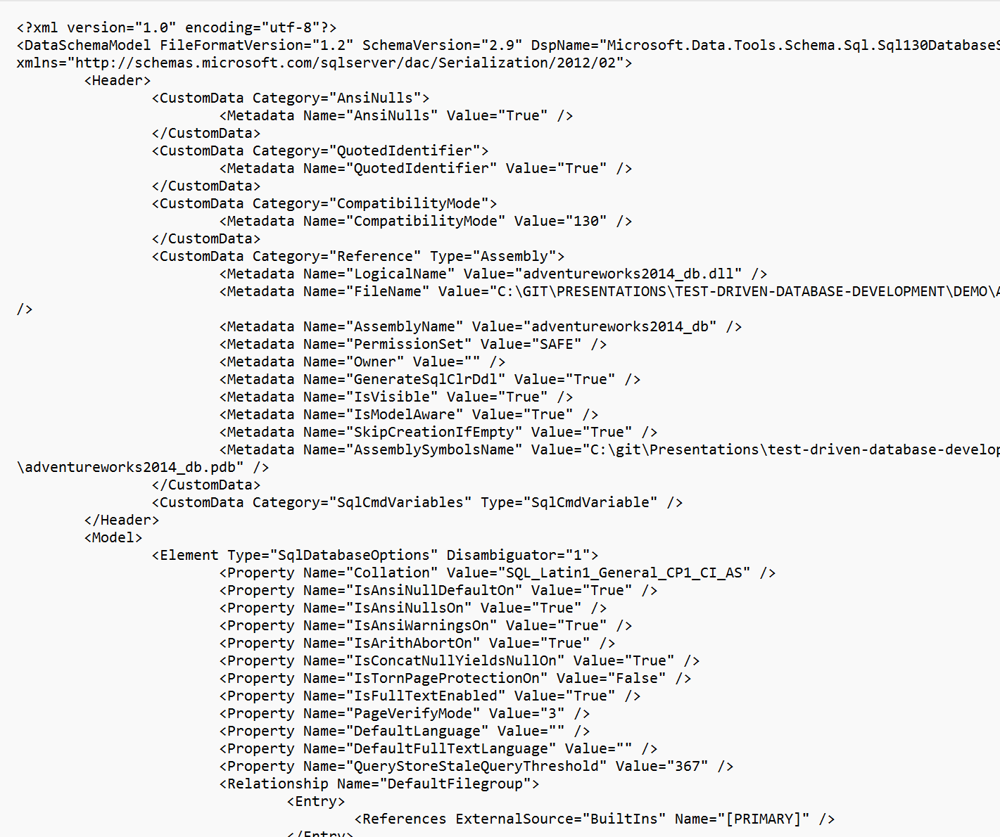 <?xml version="1.0" encoding="utf-8"?>
<DataSchemaModel FileFormatVersion="1.2" SchemaVersion="2.9" DspName="Microsoft.Data.Tools.Schema.Sql.Sql130DatabaseS
xmlns="http://schemas.microsoft.com/sqlserver/dac/Serialization/2012/02">
<Header>
<CustomData Category="AnsiNulls">
<Metadata Name="AnsiNulls" Value="True" />
</CustomData>
<CustomData Category="QuotedIdentifier">
<Metadata Name="QuotedIdentifier" Value="True" />
</CustomData>
<CustomData Category="CompatibilityMode">
<Metadata Name="CompatibilityMode" Value="130" />
</CustomData>
<CustomData Category="Reference" Type="Assembly">
<Metadata Name="LogicalName" Value="adventureworks2014_db.dll" />
<Metadata Name="FileName" Value="C:\GIT\PRESENTATIONS\TEST-DRIVEN-DATABASE-DEVELOPMENT\DEMO\A
/>
<Metadata Name="AssemblyName" Value="adventureworks2014_db" />
<Metadata Name="PermissionSet" Value="SAFE" />
<Metadata Name="Owner" Value="" />
<Metadata Name="GenerateSqlClrDdl" Value="True" />
<Metadata Name="IsVisible" Value="True" />
<Metadata Name="IsModelAware" Value="True" />
<Metadata Name="SkipCreationIfEmpty" Value="True" />
<Metadata Name="AssemblySymbolsName" Value="C:\git\Presentations\test-driven-database-develop
\adventureworks2014_db.pdb" />
</CustomData>
<CustomData Category="SqlCmdVariables" Type="SqlCmdVariable" />
</Header>
<Model>
<Element Type="SqlDatabaseOptions" Disambiguator="1">
<Property Name="Collation" Value="SQL_Latin1_General_CP1_CI_AS" />
<Property Name="IsAnsiNullDefaultOn" Value="True" />
<Property Name="IsAnsiNullsOn" Value="True" />
<Property Name="IsAnsiWarningsOn" Value="True" />
<Property Name="IsArithAbortOn" Value="True" />
<Property Name="IsConcatNullYieldsNullOn" Value="True" />
<Property Name="IsTornPageProtectionOn" Value="False" />
<Property Name="IsFullTextEnabled" Value="True" />
<Property Name="PageVerifyMode" Value="3" />
<Property Name="DefaultLanguage" Value="" />
<Property Name="DefaultFullTextLanguage" Value="" />
<Property Name="QueryStoreStaleQueryThreshold" Value="367" />
<Relationship Name="DefaultFilegroup">
<Entry>
<References ExternalSource="BuiltIns" Name="[PRIMARY]" />
</Entry>